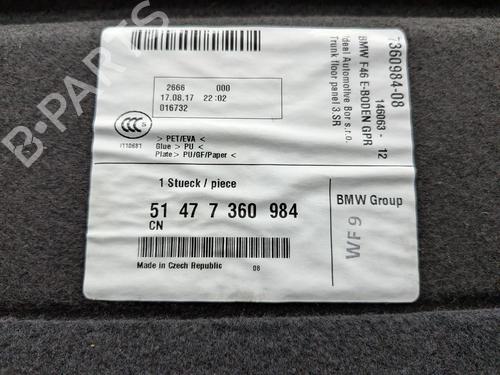 2666 000
17.08.17 22:02
016732
7360984-08
146063 - 12
BMW F46 E-BODEN GPR
Ideal Automotive Bor s.r.o.
Trunk floor panel 3.SR
CCC
> PET/EVA <
Glue > PU <
Plate > PU/GF/Paper <
1 Stueck / piece
51 47 7 360 984
CN
Made in Czech Republic 08
BMW Group
WF9
B-PARTS